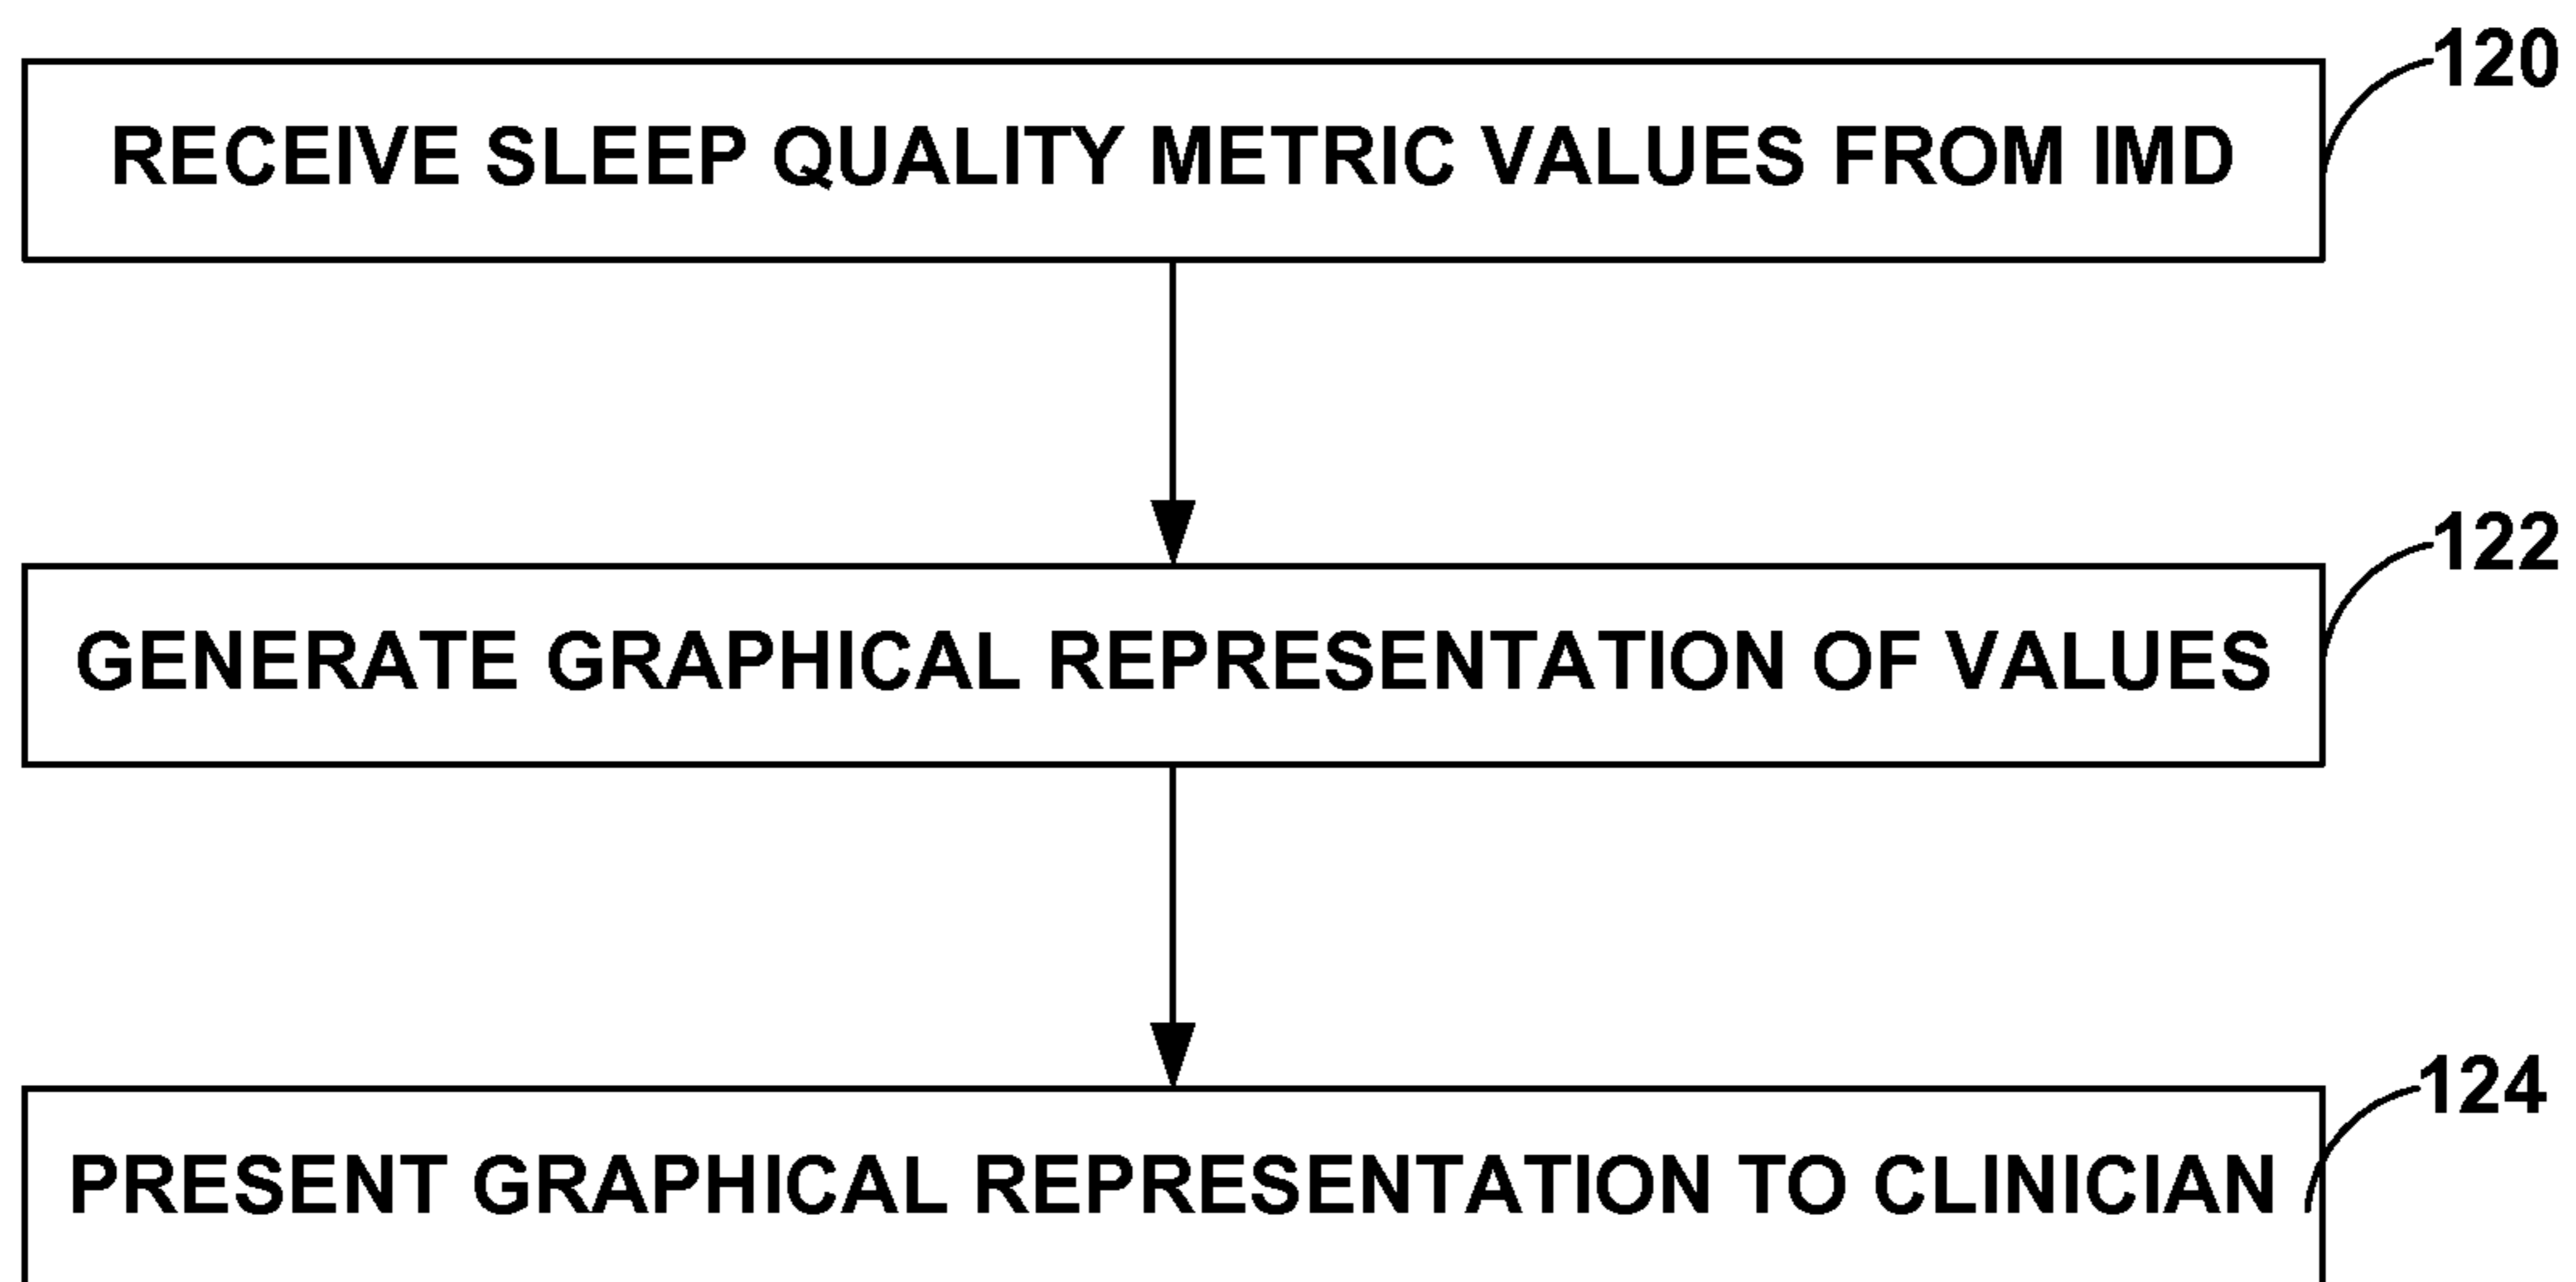 120
RECEIVE SLEEP QUALITY METRIC VALUES FROM IMD
122
GENERATE GRAPHICAL REPRESENTATION OF VALUES
124
PRESENT GRAPHICAL REPRESENTATION TO CLINICIAN